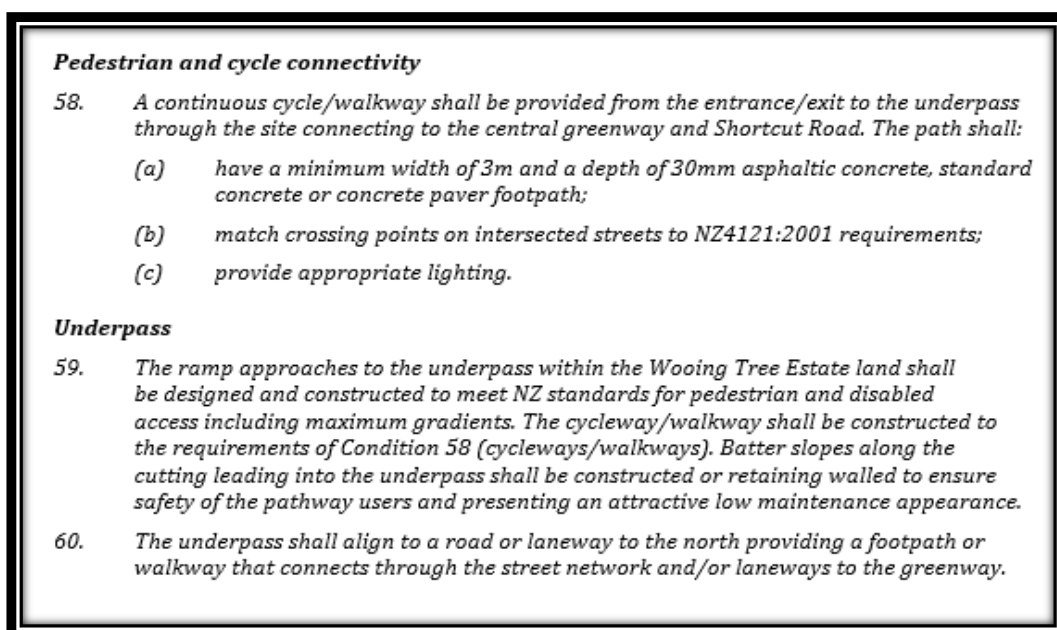 Pedestrian and cycle connectivity
58. A continuous cycle/walkway shall be provided from the entrance/exit to the underpass
through the site connecting to the central greenway and Shortcut Road. The path shall:
(a) have a minimum width of 3m and a depth of 30mm asphaltic concrete, standard
concrete or concrete paver footpath;
(b) match crossing points on intersected streets to NZ4121:2001 requirements;
(c) provide appropriate lighting.
Underpass
59. The ramp approaches to the underpass within the Wooing Tree Estate land shall
be designed and constructed to meet NZ standards for pedestrian and disabled
access including maximum gradients. The cycleway/walkway shall be constructed to
the requirements of Condition 58 (cycleways/walkways). Batter slopes along the
cutting leading into the underpass shall be constructed or retaining walled to ensure
safety of the pathway users and presenting an attractive low maintenance appearance.
60. The underpass shall align to a road or laneway to the north providing a footpath or
walkway that connects through the street network and/or laneways to the greenway.